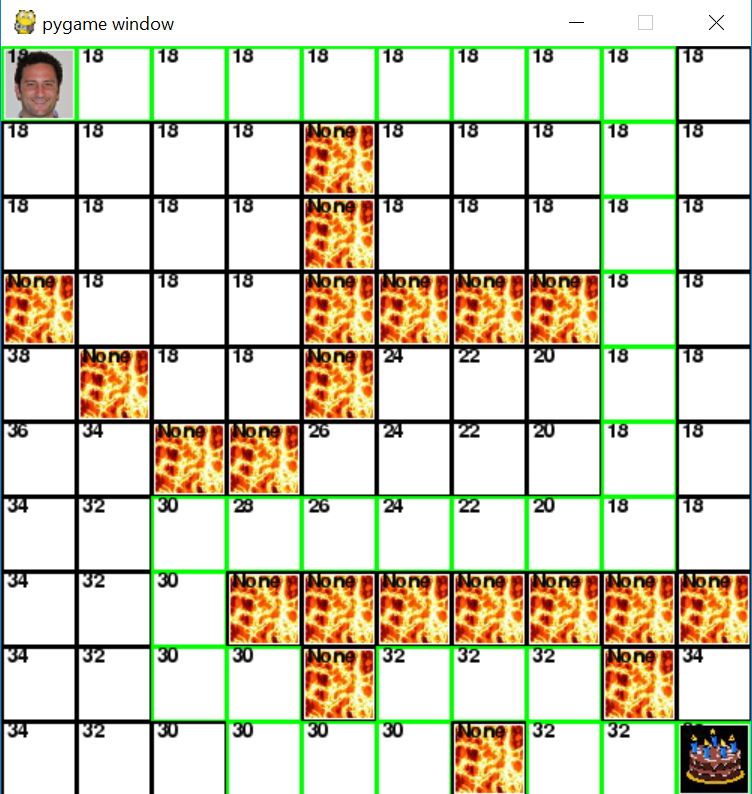 pygame window
18 18 18 18 18 18 18 18 18 18
18 18 18 18 None 18 18 18 18 18
18 18 18 18 None 18 18 18 18 18
None 18 18 18 None None None None 18 18
38 None 18 18 None 24 22 20 18 18
36 34 None None 26 24 22 20 18 18
34 32 30 28 26 24 22 20 18 18
34 32 30 None None None None None None None
34 32 30 30 None 32 32 32 None 34
34 32 30 30 30 30 None 32 32